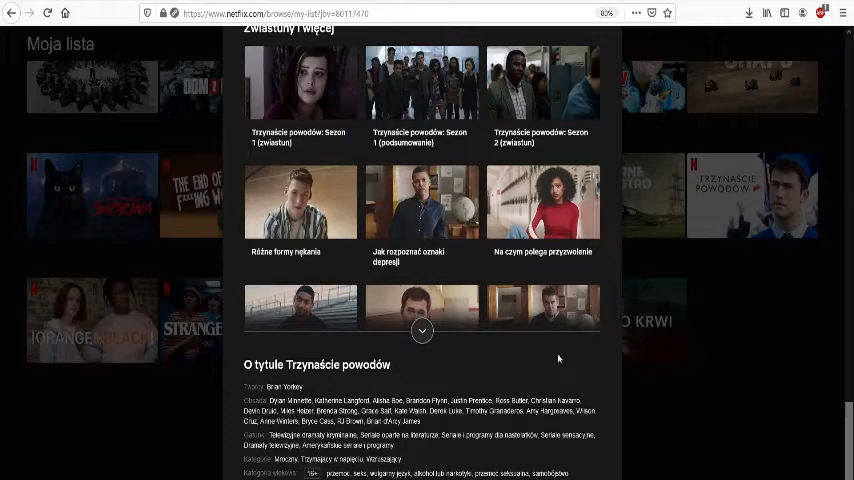 https://www.netflix.com/browse/my-list?jbv=80117470
80%
Moja lista
Zwiastuny i więcej
DOM
Trzynaście powodów: Sezon
1 (zwiastun)
Trzynaście powodów: Sezon
1 (podsumowanie)
Trzynaście powodów: Sezon
2 (zwiastun)
SABRINA
THE END OF
THE F***ING
TRZYNAŚCIE
POWODÓW
Różne formy nękania
Jak rozpoznać oznaki
depresji
Na czym polega przyzwolenie
ORANGE
BLACK
STRANGE
O KRWI
O tytule Trzynaście powodów
Twórcy: Brian Yorkey
Obsada: Dylan Minnette, Katherine Langford, Alisha Boe, Brandon Flynn, Justin Prentice, Ross Butler, Christian Navarro,
Devin Druid, Miles Heizer, Brenda Strong, Grace Saif, Kate Walsh, Derek Luke, Timothy Granaderos, Amy Hargreaves, Wilson
Cruz, Anne Winters, Bryce Cass, RJ Brown, Brian d'Arcy James
Gatunki: Telewizyjne dramaty kryminalne, Seriale oparte na literaturze, Seriale i programy dla nastolatków, Seriale sensacyjne,
Dramaty telewizyjne, Amerykańskie seriale i programy
Kategorie: Mroczny, Trzymający w napięciu, Wzruszający
Kategoria wiekowa: 16+ przemoc, seks, wulgarny język, alkohol lub narkotyki, przemoc seksualna, samobójstwo